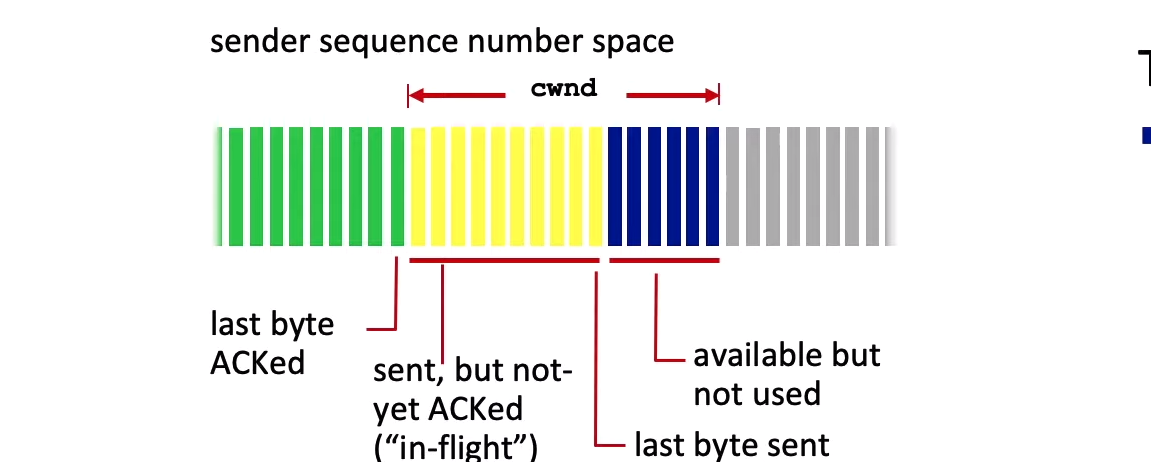 sender sequence number space
cwnd
last byte
ACKed
sent, but not-
yet ACKed
(“in-flight”)
available but
not used
last byte sent
T